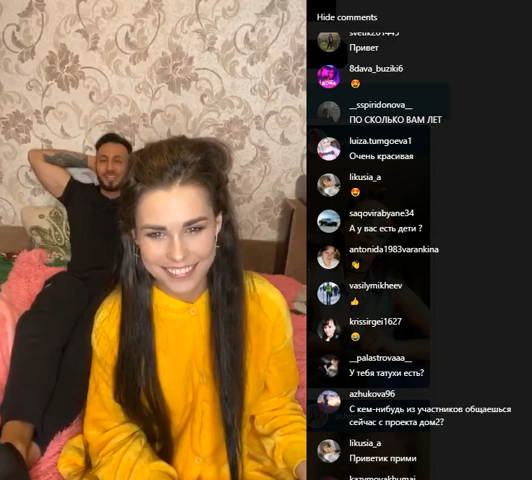 Hide comments
Привет
8dava_buziki6
__sspiridonova__
ПО СКОЛЬКО ВАМ ЛЕТ
luiza.tumgoeva1
Очень красивая
likusia_a
saqovirabyane34
А у вас есть дети ?
antonida1983varankina
vasilymikheev
krissirgei1627
__palastrovaaa__
У тебя татухи есть?
azhukova96
С кем-нибудь из участников общаешься
сейчас с проекта дом2?
likusia_a
Приветик прими